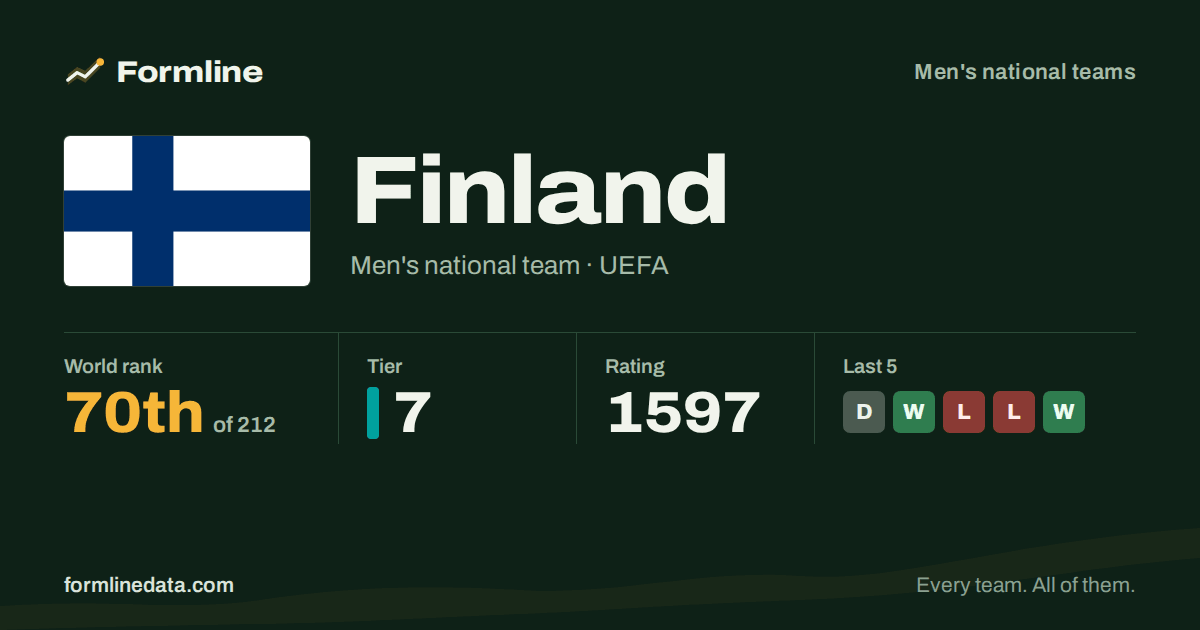 Formline
Men's national teams
Finland
Men's national team · UEFA
World rank
70th of 212
Tier
7
Rating
1597
Last 5
D W L L W
formlinedata.com
Every team. All of them.